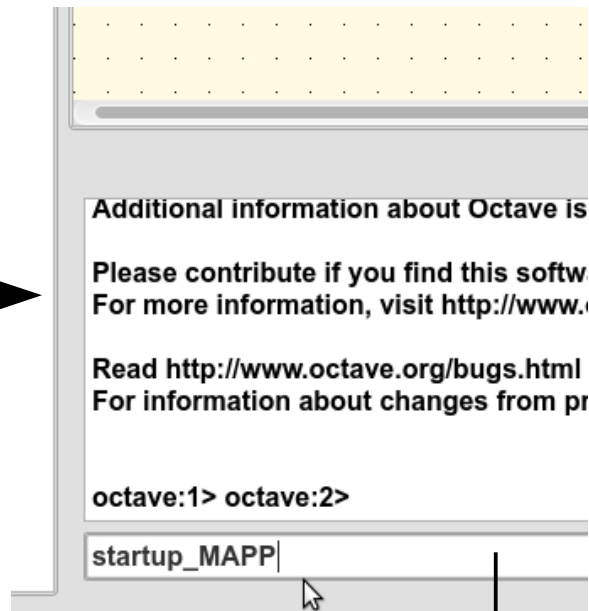 Additional information about Octave is
Please contribute if you find this softw
For more information, visit http://www.
Read http://www.octave.org/bugs.html
For information about changes from pr
octave:1> octave:2>
startup_MAPP